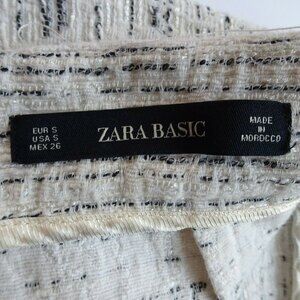 EUR S
USA S
MEX 26
ZARA BASIC
MADE
IN
MOROCCO